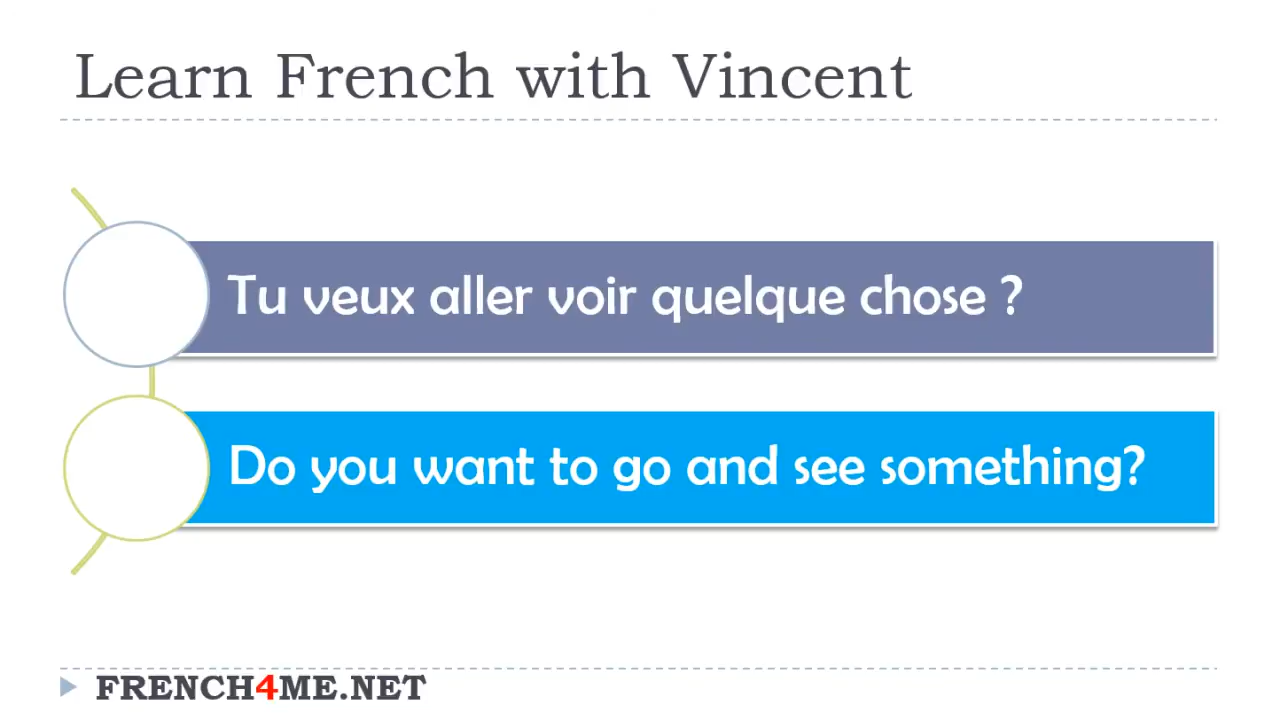 Learn French with Vincent
Tu veux aller voir quelque chose ?
Do you want to go and see something?
FRENCH4ME.NET